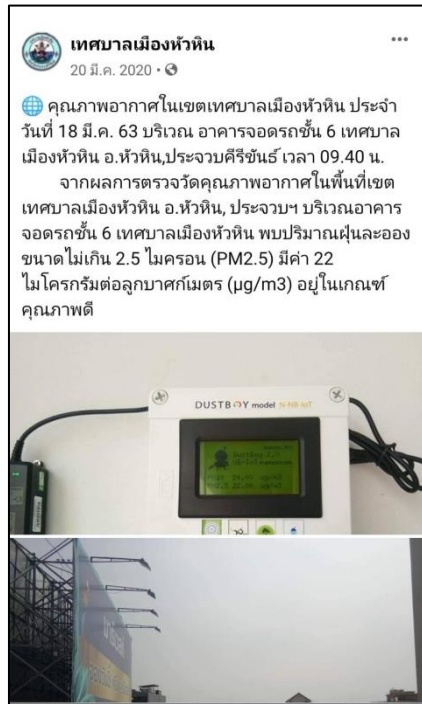 เทศบาลเมืองหัวหิน
20 มี.ค. 2020
คุณภาพอากาศในเขตเทศบาลเมืองหัวหิน ประจำ
วันที่ 18 มี.ค. 63 บริเวณ อาคารจอดรถชั้น 6 เทศบาล
เมืองหัวหิน อ.หัวหิน,ประจวบคีรีขันธ์ เวลา 09.40 น.
จากผลการตรวจวัดคุณภาพอากาศในพื้นที่เขต
เทศบาลเมืองหัวหิน อ.หัวหิน, ประจวบฯ บริเวณอาคาร
จอดรถชั้น 6 เทศบาลเมืองหัวหิน พบปริมาณฝุ่นละออง
ขนาดไม่เกิน 2.5 ไมครอน (PM2.5) มีค่า 22
ไมโครกรัมต่อลูกบาศก์เมตร (µg/m3) อยู่ในเกณฑ์
คุณภาพดี
DUSTBOY model N-NB-IoT